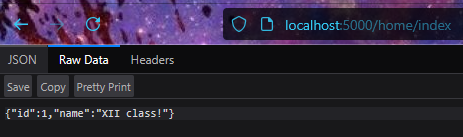 localhost:5000/home/index
JSON Raw Data Headers
Save Copy Pretty Print
{"id":1,"name":"XII class!"}